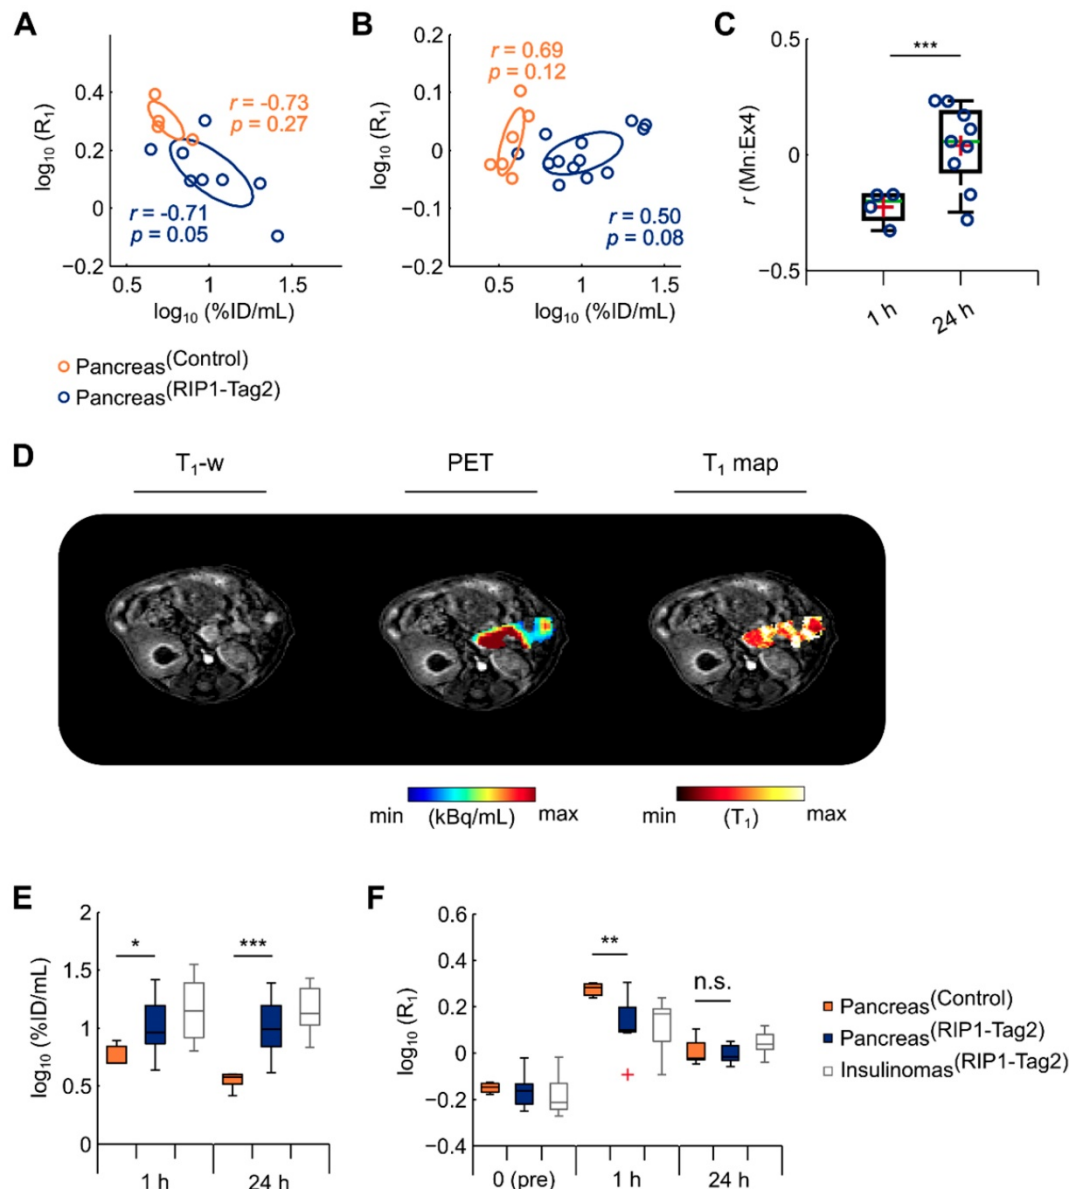 A
log10 (R1)
0.4
0.2
0
−0.2
r = -0.73
p = 0.27
r = -0.71
p = 0.05
0.5
1
1.5
log10 (%ID/mL)
B
log10 (R1)
0.2
0.1
0
−0.1
−0.2
r = 0.69
p = 0.12
r = 0.50
p = 0.08
0.5
1
1.5
log10 (%ID/mL)
C
r (Mn:Ex4)
0.5
0
−0.5
***
1 h
24 h
Pancreas(Control)
Pancreas(RIP1-Tag2)
D
T1-w
PET
T1 map
min
(kBq/mL)
max
min
(T1)
max
E
log10 (%ID/mL)
2
1.5
1
0.5
0
*
***
1 h
24 h
F
log10 (R1)
0.6
0.4
0.2
0
−0.2
−0.4
**
n.s.
0 (pre)
1 h
24 h
Pancreas(Control)
Pancreas(RIP1-Tag2)
Insulinomas(RIP1-Tag2)